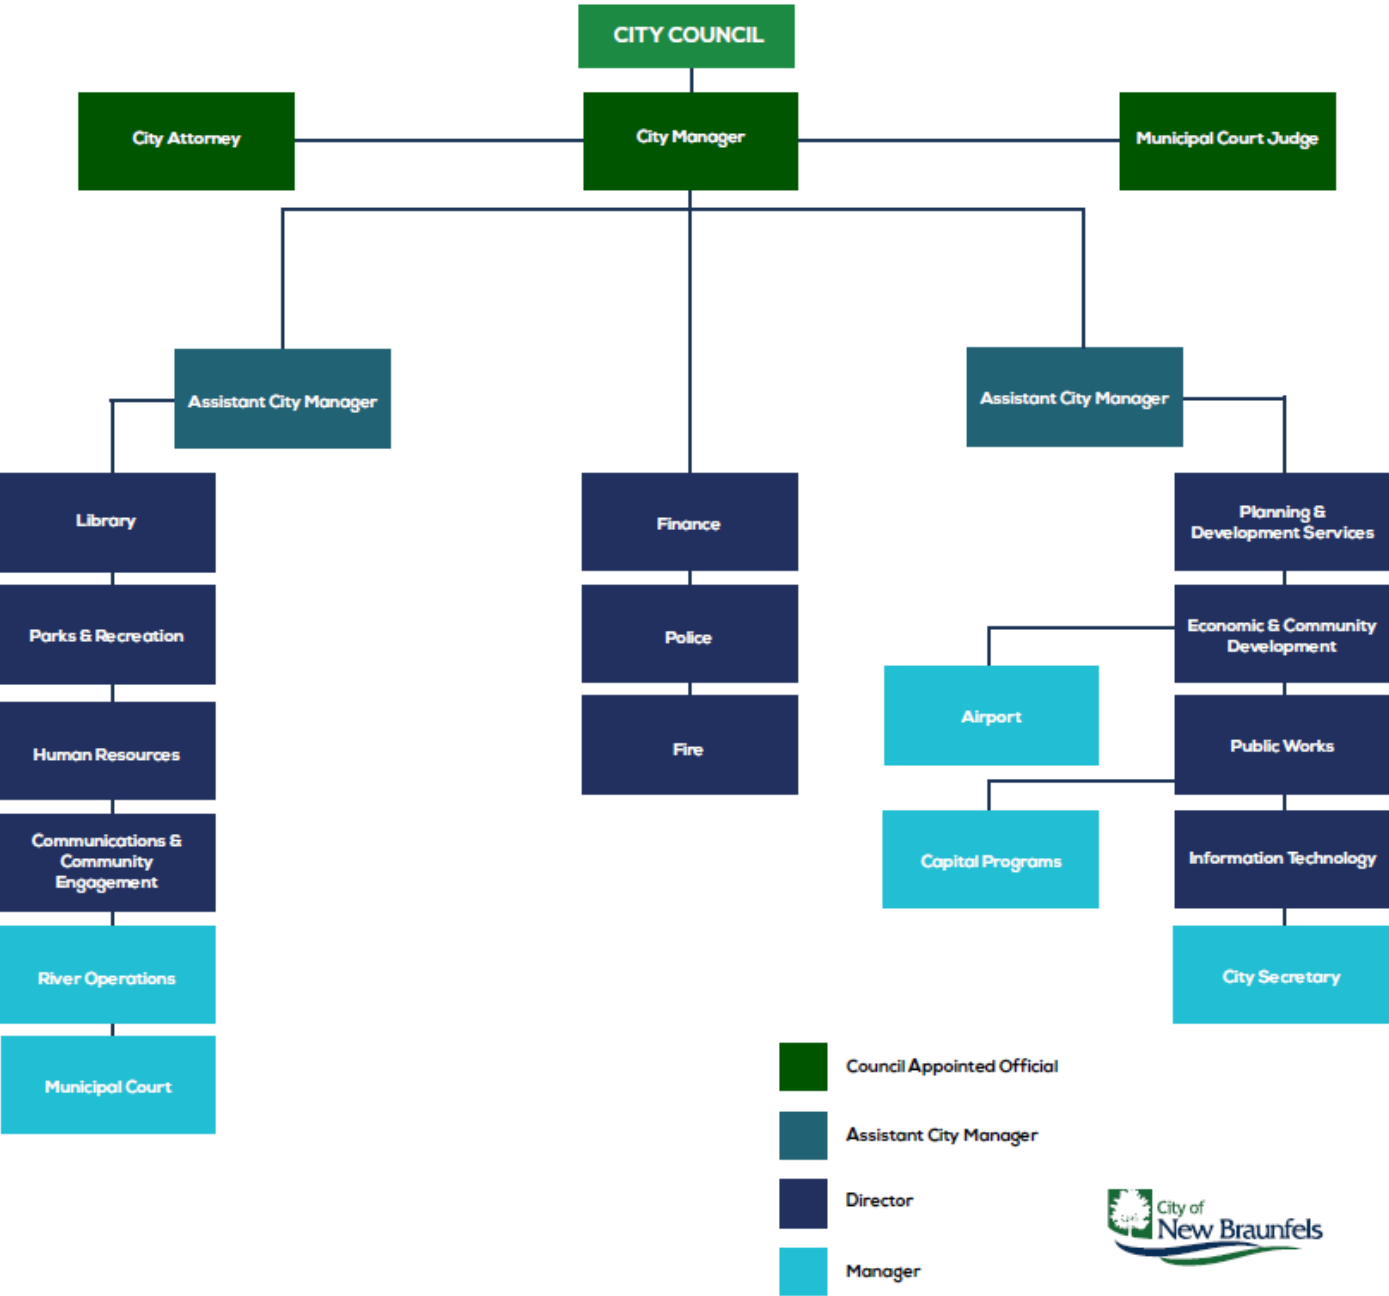 CITY COUNCIL
City Attorney
City Manager
Municipal Court Judge
Assistant City Manager
Assistant City Manager
Library
Parks & Recreation
Human Resources
Communications &
Community
Engagement
River Operations
Municipal Court
Finance
Police
Fire
Planning &
Development Services
Economic & Community
Development
Airport
Public Works
Capital Programs
Information Technology
City Secretary
Council Appointed Official
Assistant City Manager
Director
Manager
City of
New Braunfels